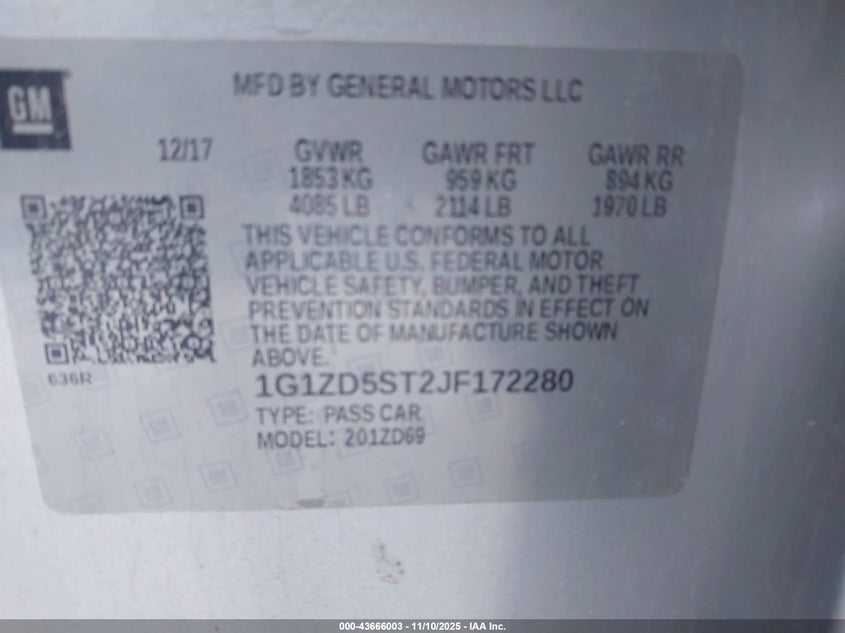 GM
MFD BY GENERAL MOTORS LLC
12/17 GVWR GAWR FRT GAWR RR
1853 KG 959 KG 894 KG
4085 LB 2114 LB 1970 LB
THIS VEHICLE CONFORMS TO ALL
APPLICABLE U.S. FEDERAL MOTOR
VEHICLE SAFETY, BUMPER, AND THEFT
PREVENTION STANDARDS IN EFFECT ON
THE DATE OF MANUFACTURE SHOWN
ABOVE.
636R
1G1ZD5ST2JF172280
TYPE: PASS CAR
MODEL: 201ZD69
000-43666003 — 11/10/2025 - IAA Inc.